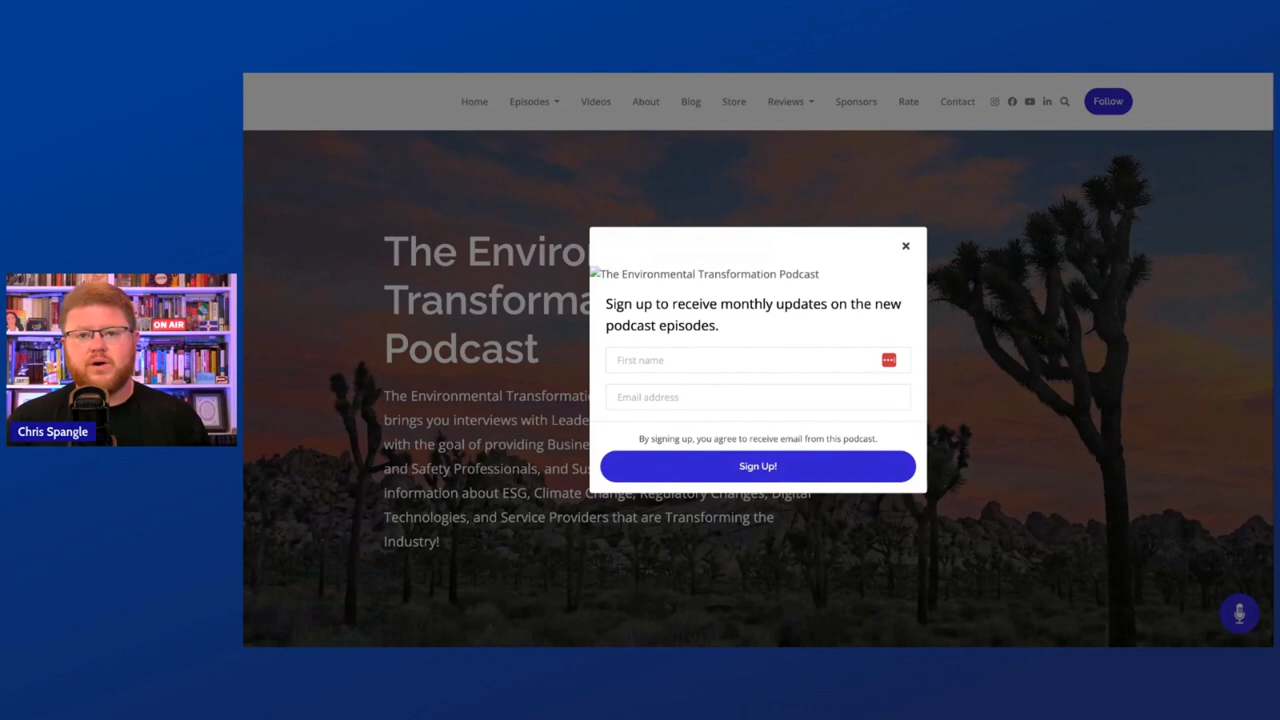 Home Episodes Videos About Blog Store Reviews Sponsors Rate Contact Follow
The Enviro
Transforma
Podcast
The Environmental Transformati
brings you interviews with Leade
with the goal of providing Busine
and Safety Professionals, and Sus
Information about ESG, Climate Change, Regulatory Changes, Digital
Technologies, and Service Providers that are Transforming the
Industry!
×
The Environmental Transformation Podcast
Sign up to receive monthly updates on the new
podcast episodes.
First name
Email address
By signing up, you agree to receive email from this podcast.
Sign Up!
ON AIR
Chris Spangle